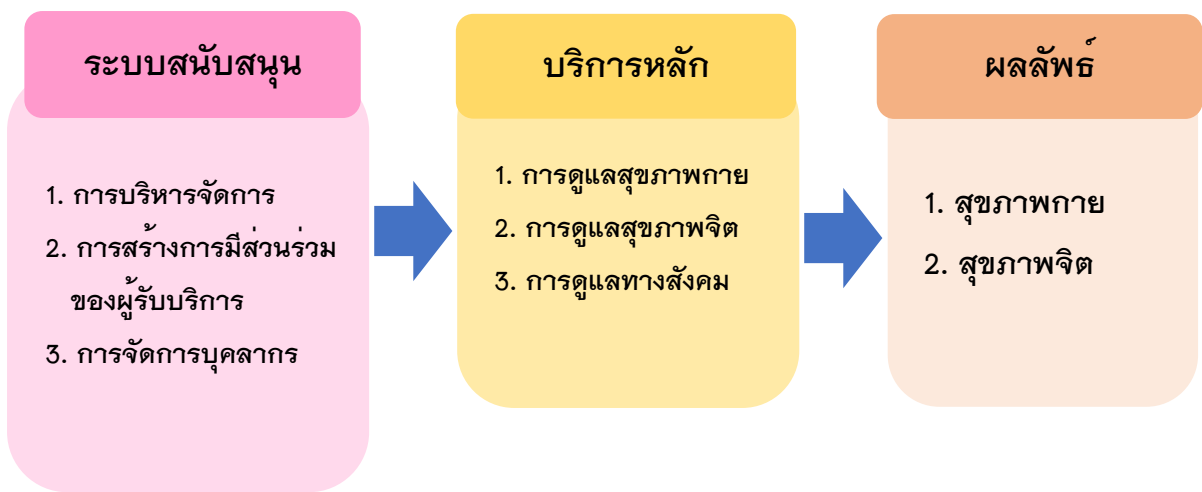 ระบบสนับสนุน
1. การบริหารจัดการ
2. การสร้างการมีส่วนร่วม
ของผู้รับบริการ
3. การจัดการบุคลากร
บริการหลัก
1. การดูแลสุขภาพกาย
2. การดูแลสุขภาพจิต
3. การดูแลทางสังคม
ผลลัพธ์
1. สุขภาพกาย
2. สุขภาพจิต